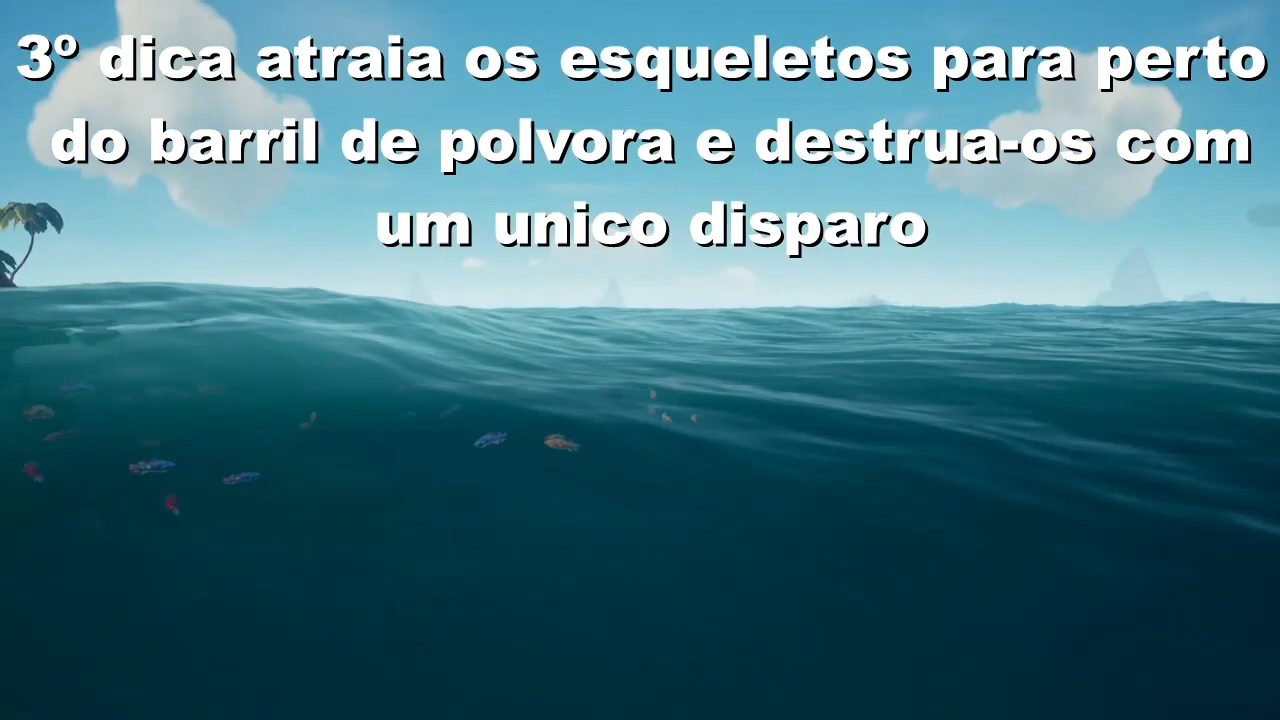 3º dica atraia os esqueletos para perto
do barril de polvora e destrua-os com
um unico disparo